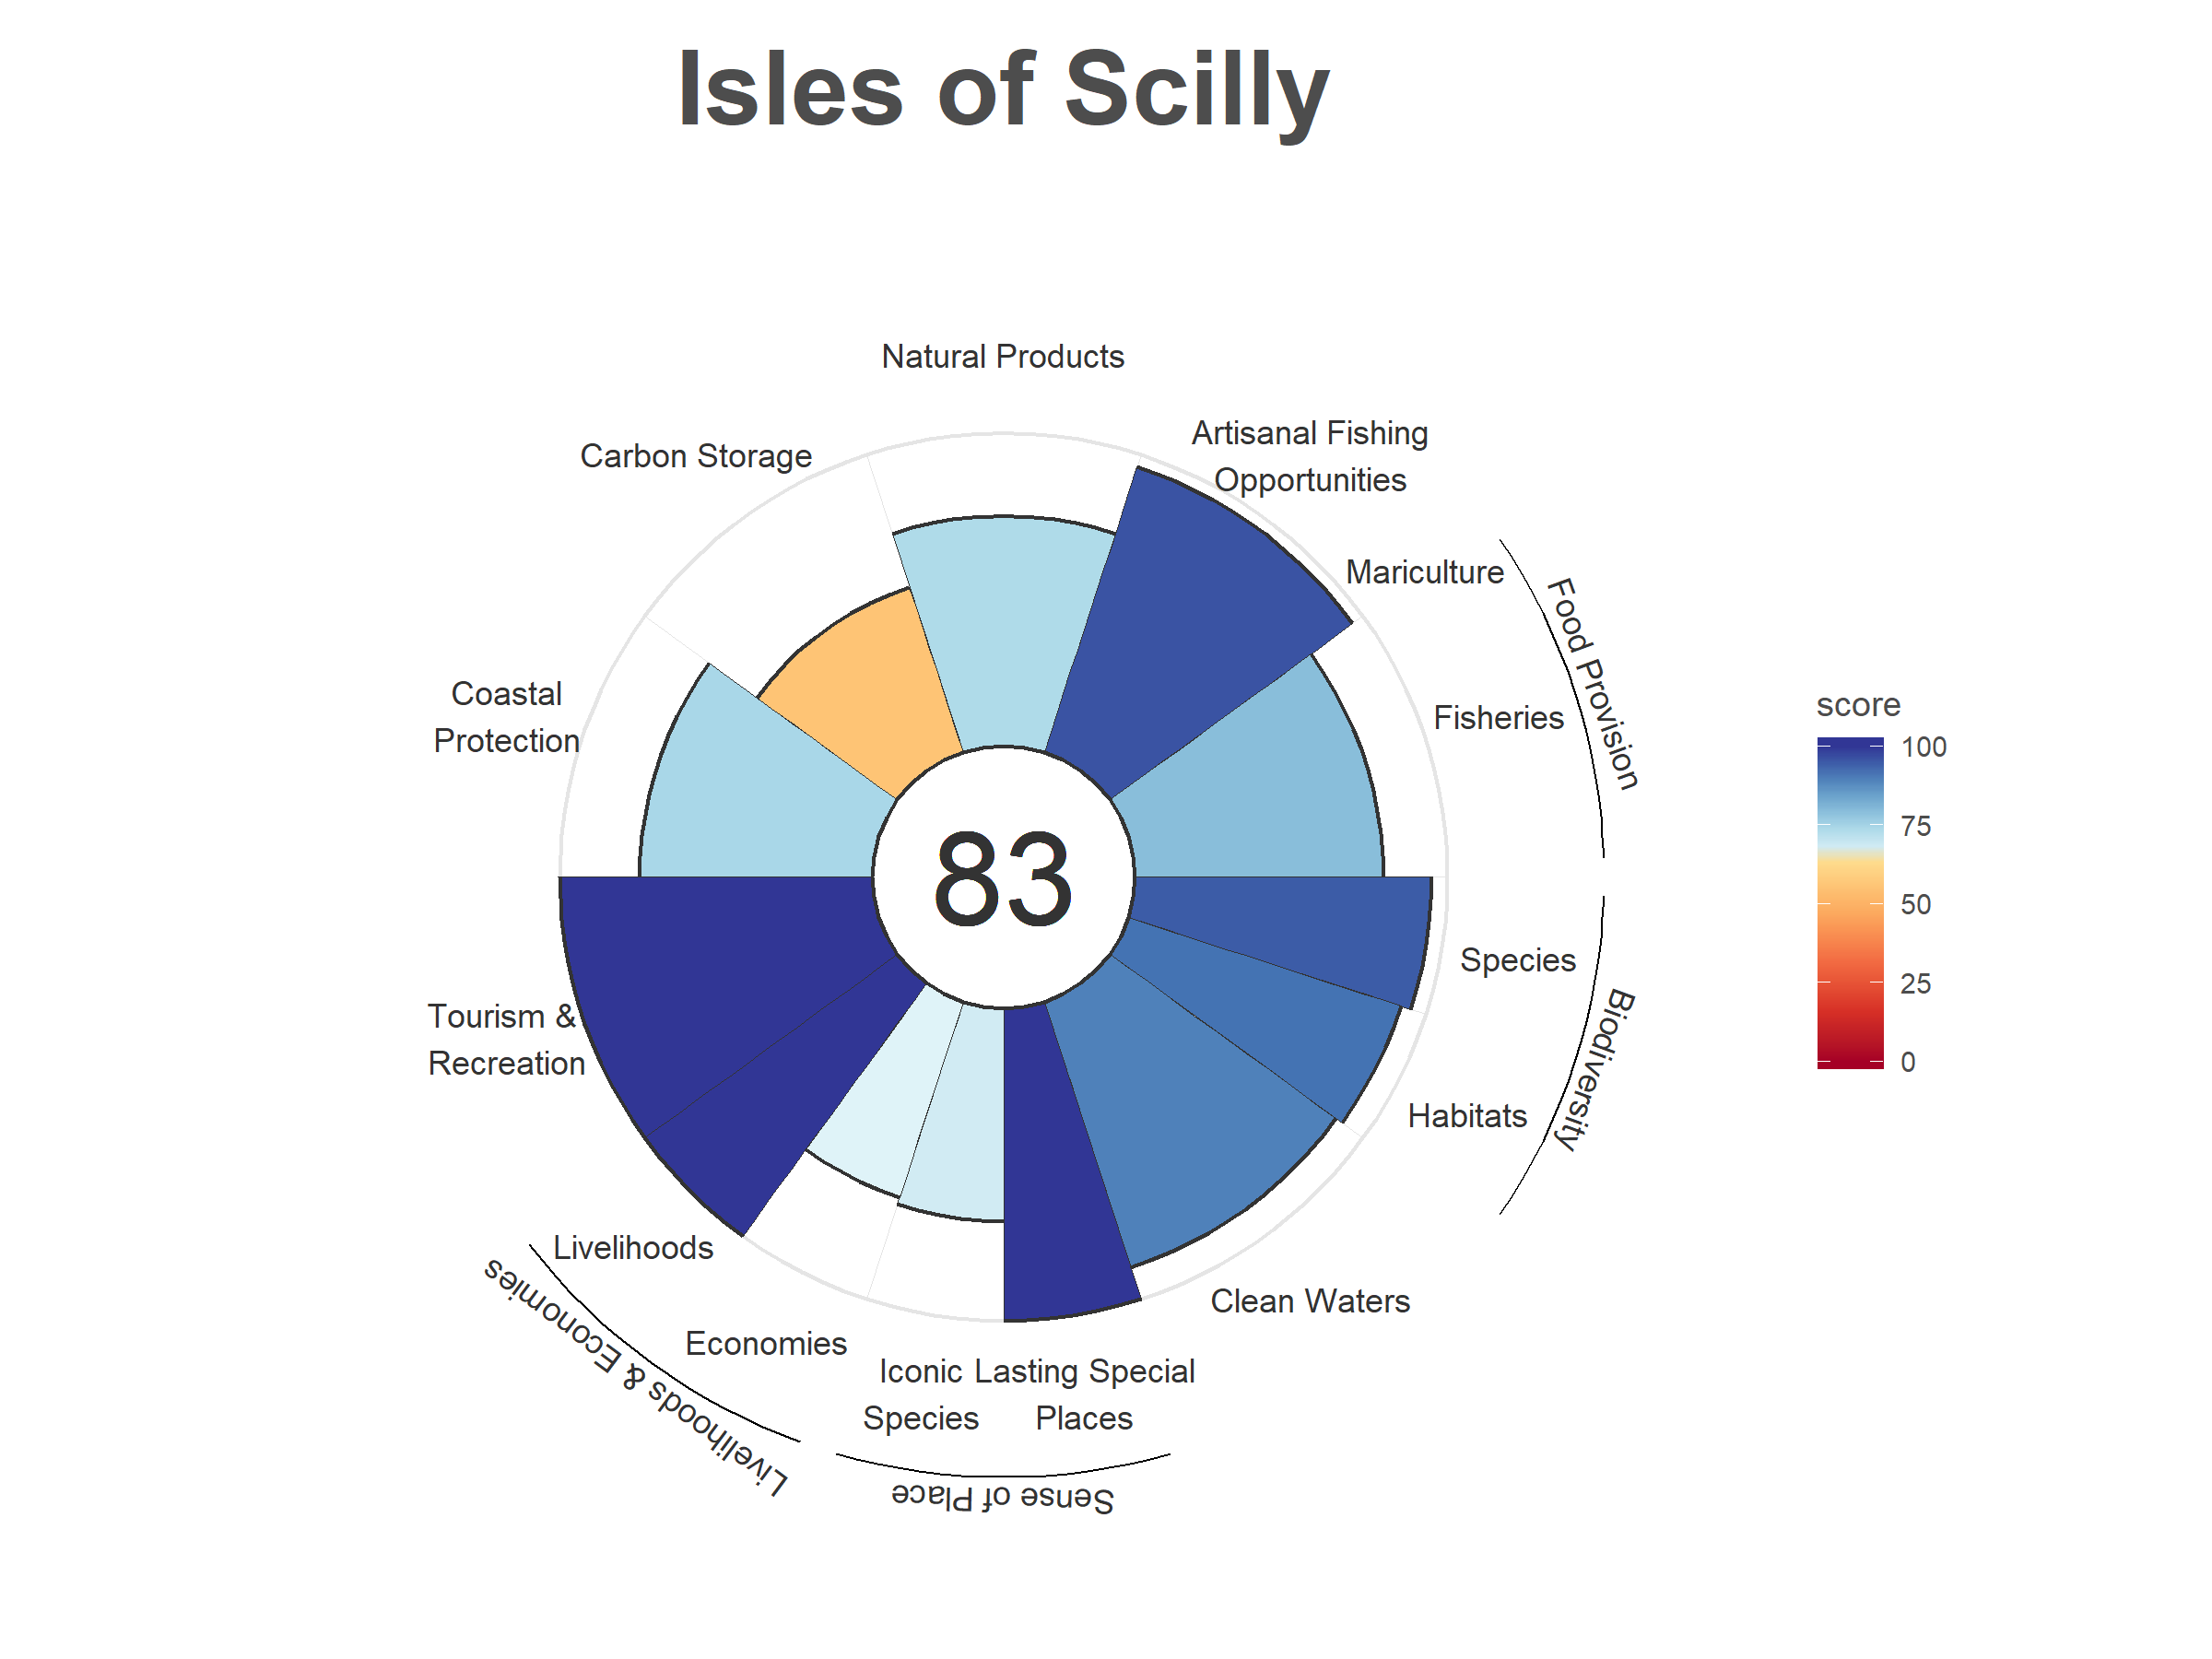 Isles of Scilly
Natural Products
Artisanal Fishing
Opportunities
Carbon Storage
Mariculture
Food Provision
Fisheries
Coastal
Protection
score
100
75
50
25
0
83
Species
Biodiversity
Tourism &
Recreation
Habitats
Livelihoods
Clean Waters
Economies
Livelihoods & Economies
Iconic
Species
Lasting Special
Places
Sense of Place